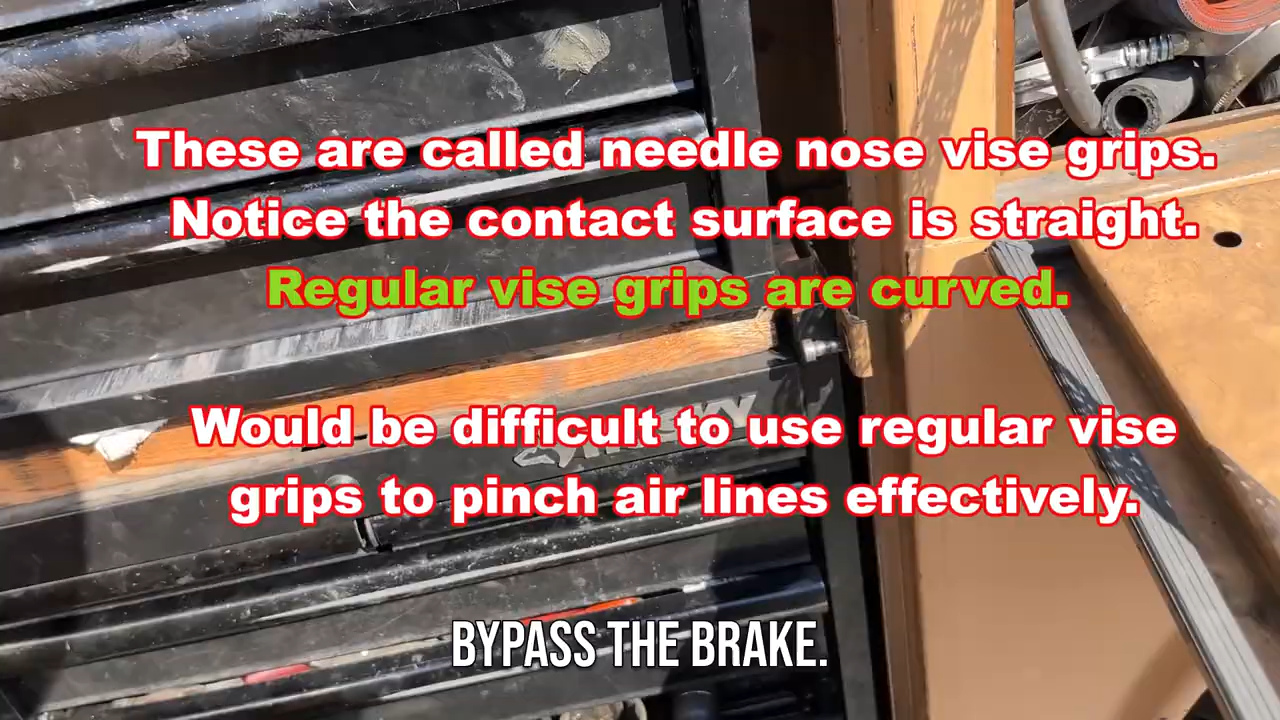 These are called needle nose vise grips.
Notice the contact surface is straight.
Regular vise grips are curved.
Would be difficult to use regular vise
grips to pinch air lines effectively.
BYPASS THE BRAKE.